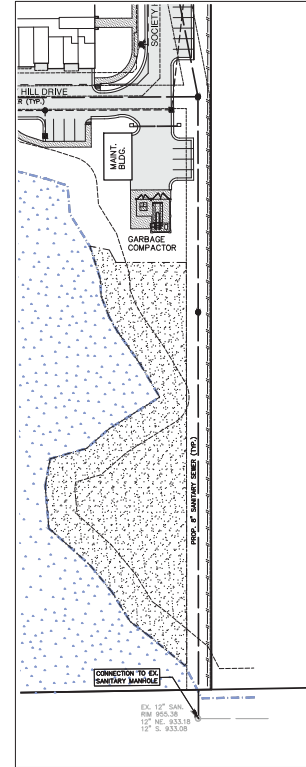 SOCIETY
HILL DRIVE
R (TYP.)
MAINT.
BLDG.
GARBAGE
COMPACTOR
PROP. 8" SANITARY SEWER (TYP.)
CONNECTION TO EX.
SANITARY MANHOLE
EX. 12" SAN.
RIM 955.38
12" NE. 933.18
12" S. 933.08